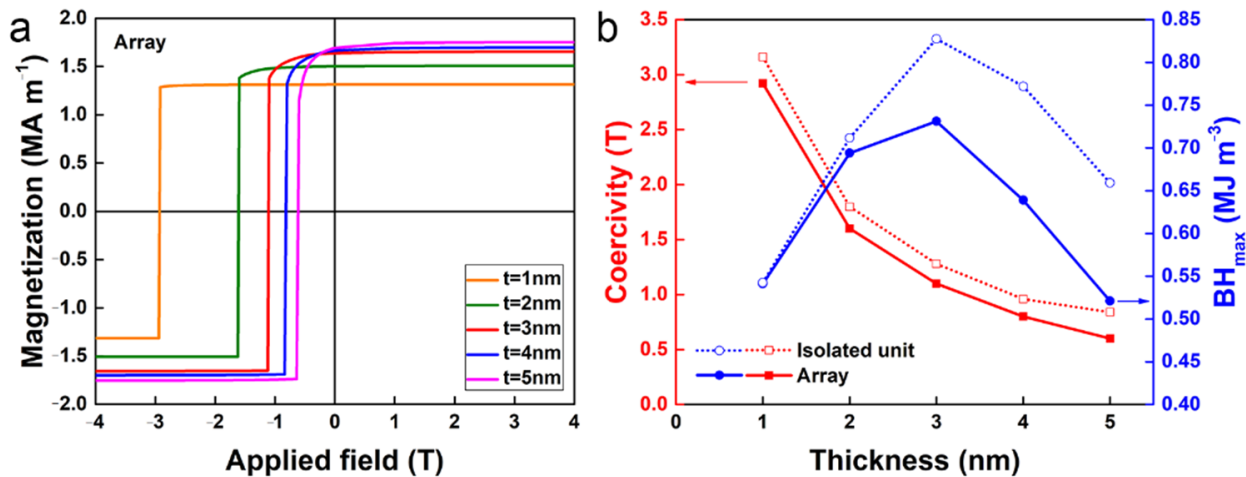 a
Array
Magnetization (MA m⁻¹)
2.0
1.5
1.0
0.5
0.0
-0.5
-1.0
-1.5
-2.0
-4 -3 -2 -1 0 1 2 3 4
Applied field (T)
t=1nm
t=2nm
t=3nm
t=4nm
t=5nm
b
Coercivity (T)
3.5
3.0
2.5
2.0
1.5
1.0
0.5
0.0
0 1 2 3 4 5
Thickness (nm)
Isolated unit
Array
0.85
0.80
0.75
0.70
0.65
0.60
0.55
0.50
0.45
0.40
BHmax (MJ m⁻³)